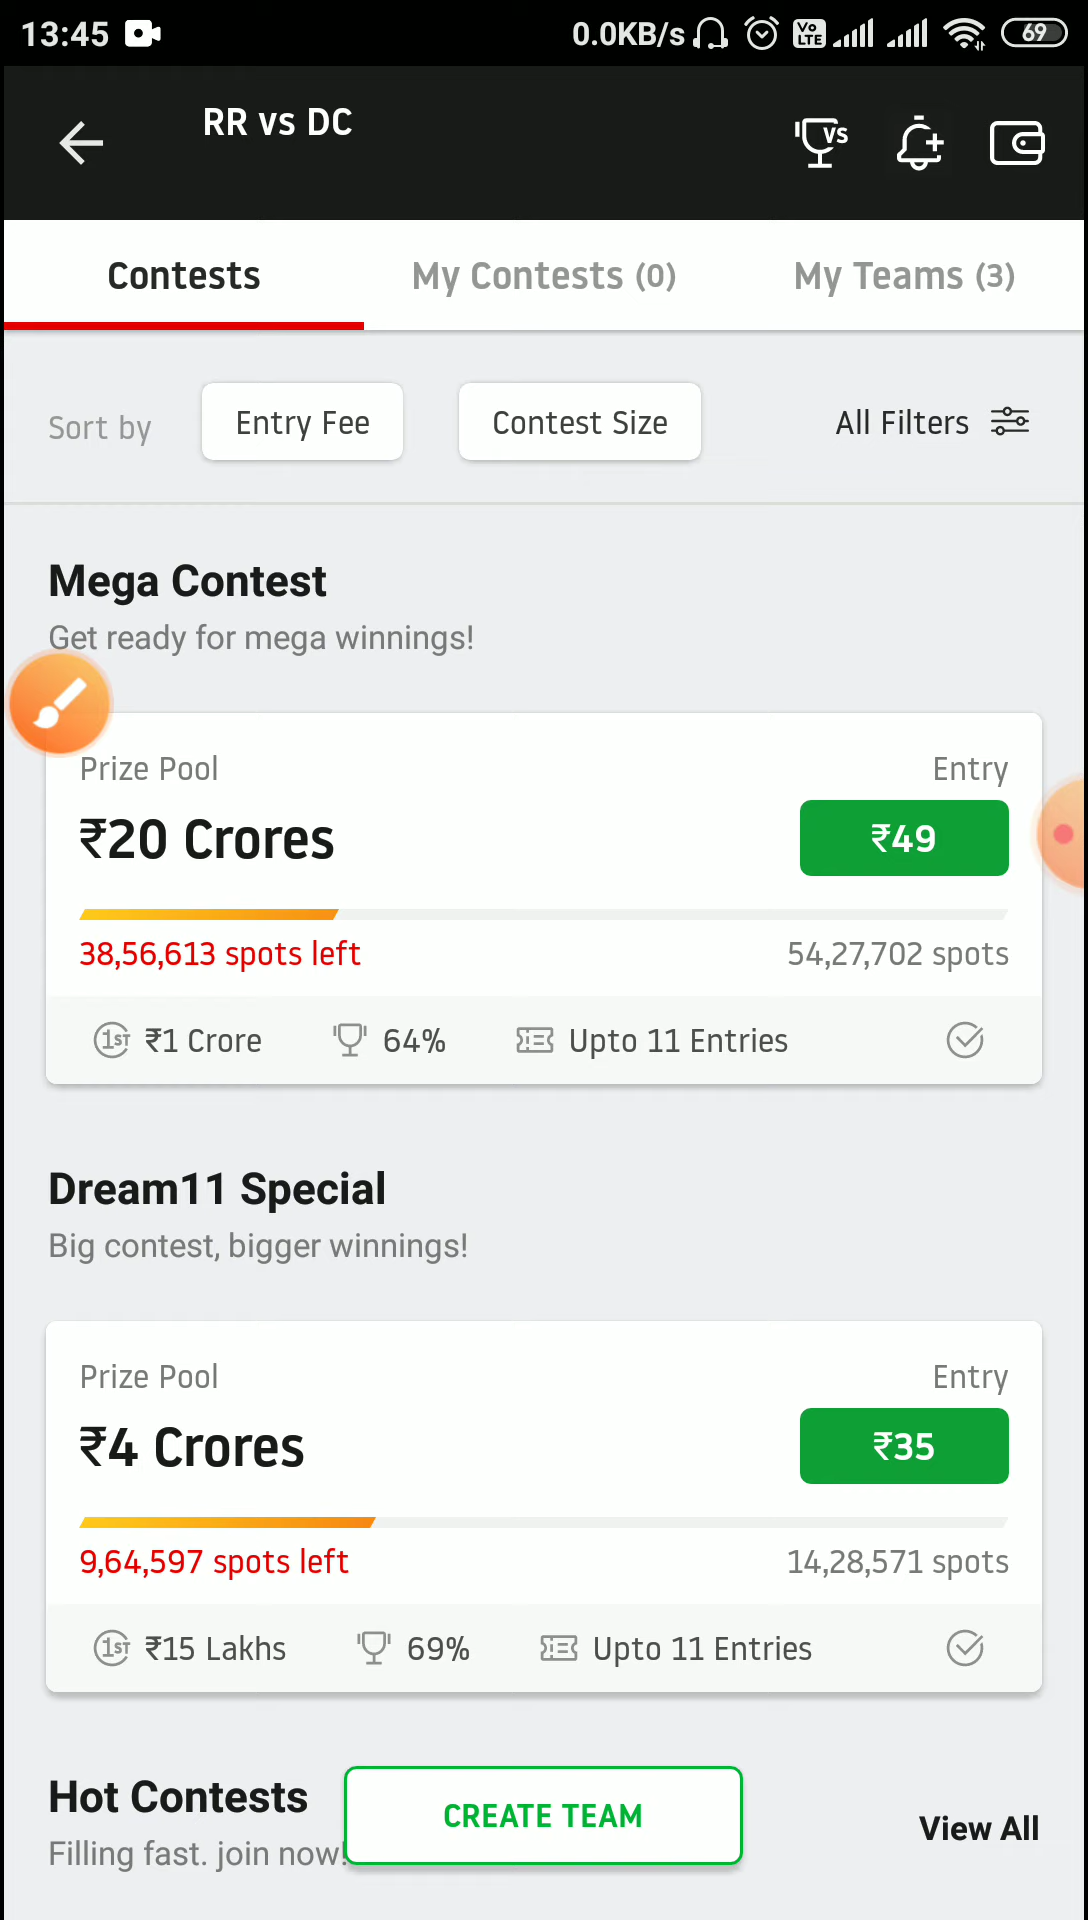 13:45 0.0KB/s Vo LTE 69
RR vs DC
VS
Contests My Contests (0) My Teams (3)
Sort by Entry Fee Contest Size All Filters
Mega Contest
Get ready for mega winnings!
Prize Pool Entry
₹20 Crores ₹49
38,56,613 spots left 54,27,702 spots
1ST ₹1 Crore 64% Upto 11 Entries
Dream11 Special
Big contest, bigger winnings!
Prize Pool Entry
₹4 Crores ₹35
9,64,597 spots left 14,28,571 spots
1ST ₹15 Lakhs 69% Upto 11 Entries
Hot Contests CREATE TEAM View All
Filling fast. join now!